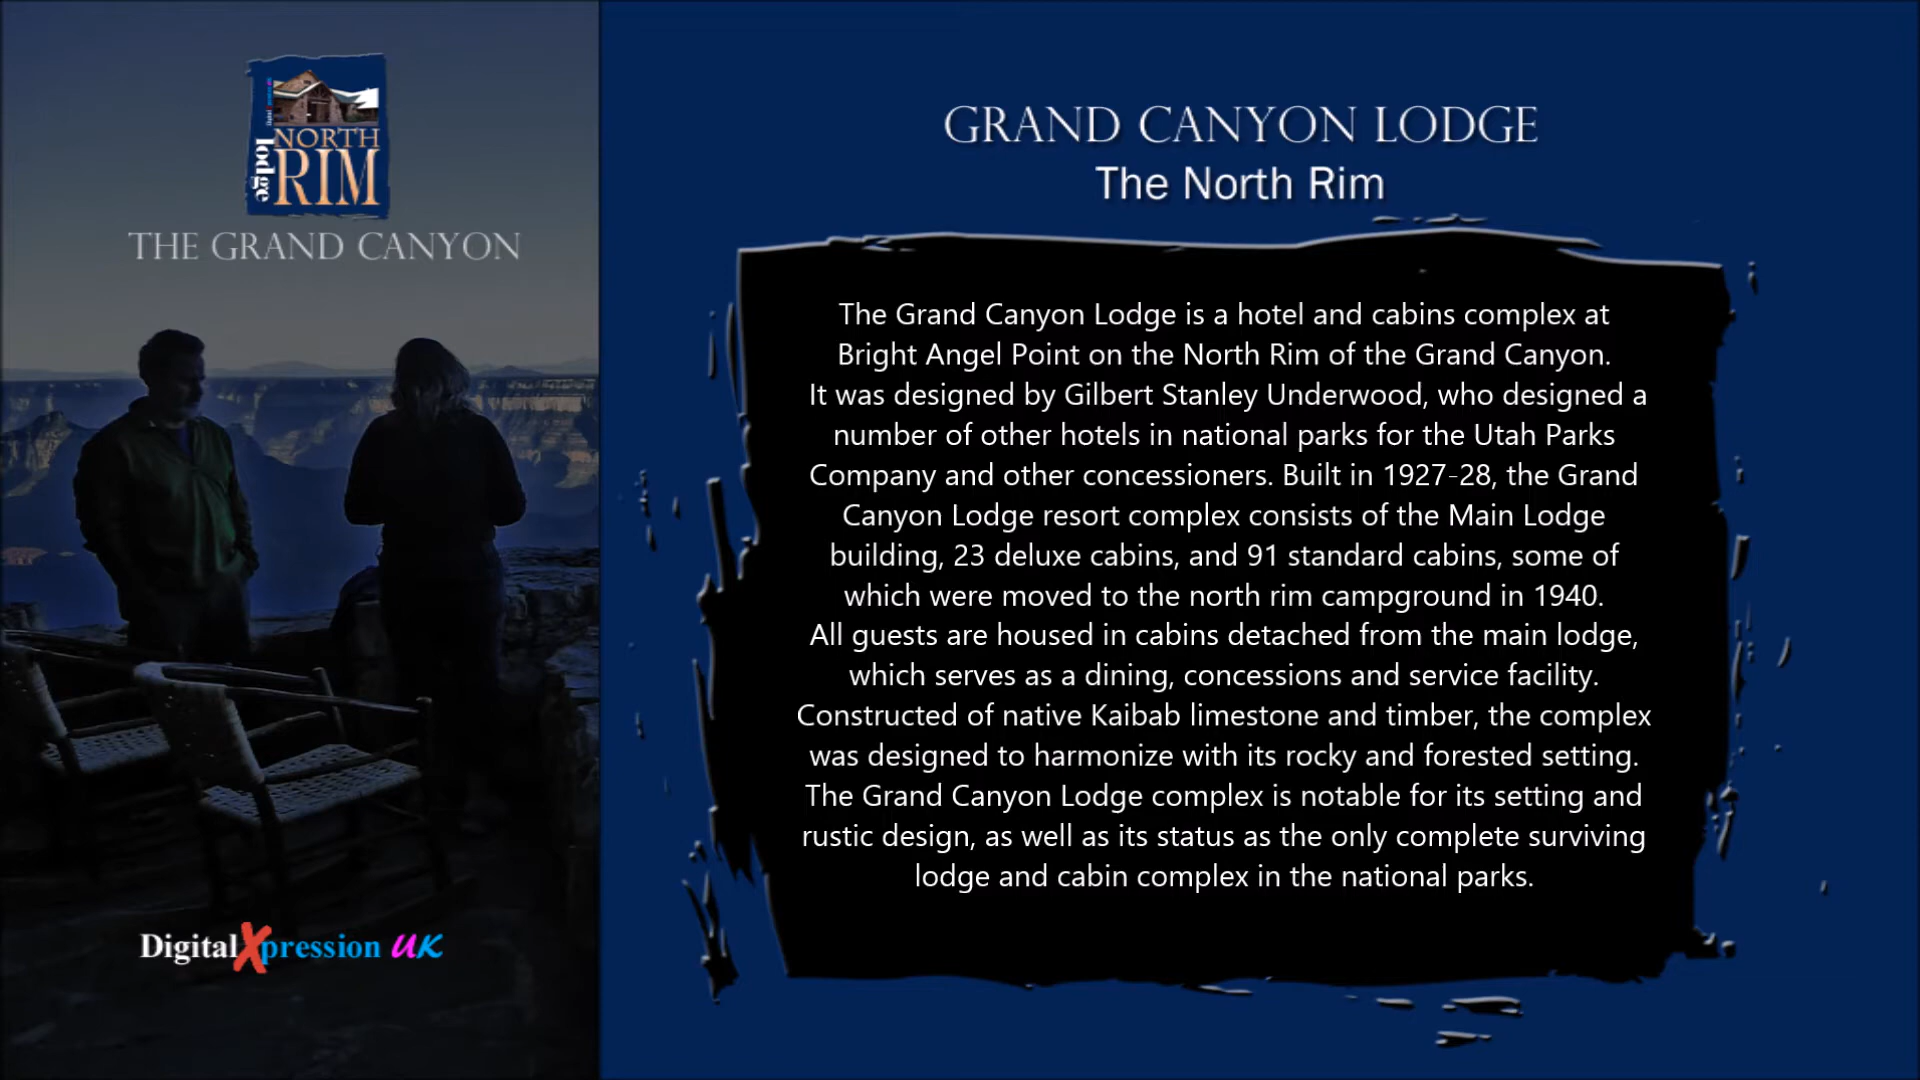 lodge
NORTH
RIM
THE GRAND CANYON
DigitalXpression UK
GRAND CANYON LODGE
The North Rim
The Grand Canyon Lodge is a hotel and cabins complex at
Bright Angel Point on the North Rim of the Grand Canyon.
It was designed by Gilbert Stanley Underwood, who designed a
number of other hotels in national parks for the Utah Parks
Company and other concessioners. Built in 1927-28, the Grand
Canyon Lodge resort complex consists of the Main Lodge
building, 23 deluxe cabins, and 91 standard cabins, some of
which were moved to the north rim campground in 1940.
All guests are housed in cabins detached from the main lodge,
which serves as a dining, concessions and service facility.
Constructed of native Kaibab limestone and timber, the complex
was designed to harmonize with its rocky and forested setting.
The Grand Canyon Lodge complex is notable for its setting and
rustic design, as well as its status as the only complete surviving
lodge and cabin complex in the national parks.